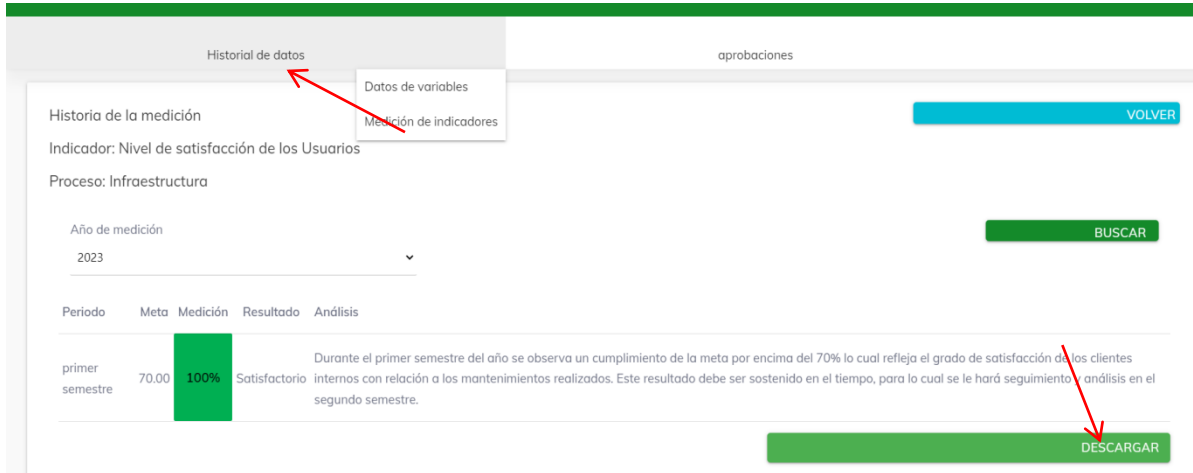 Historial de datos
aprobaciones
Datos de variables
Medición de indicadores
Historia de la medición
VOLVER
Indicador: Nivel de satisfacción de los Usuarios
Proceso: Infraestructura
Año de medición
BUSCAR
2023
Periodo Meta Medición Resultado Análisis
primer semestre 70.00 100% Satisfactorio
Durante el primer semestre del año se observa un cumplimiento de la meta por encima del 70% lo cual refleja el grado de satisfacción de los clientes
internos con relación a los mantenimientos realizados. Este resultado debe ser sostenido en el tiempo, para lo cual se le hará seguimiento y análisis en el
segundo semestre.
DESCARGAR